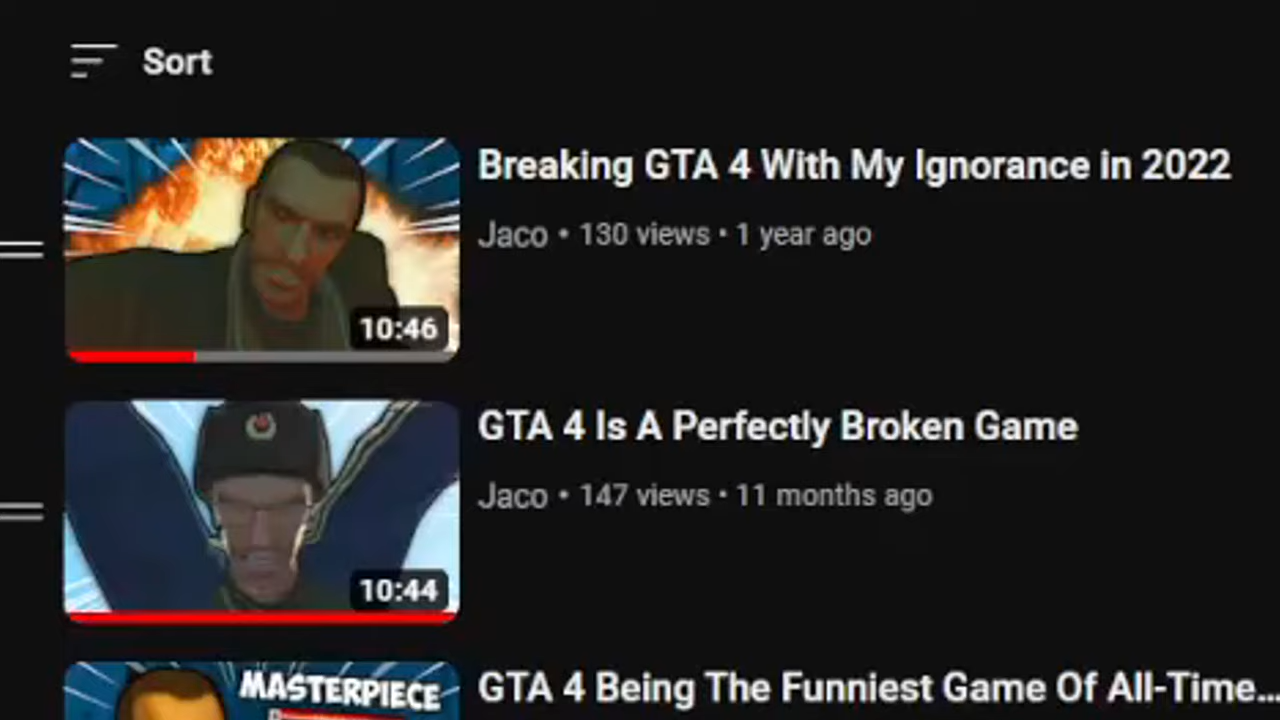 Sort
Breaking GTA 4 With My Ignorance in 2022
Jaco • 130 views • 1 year ago
10:46
GTA 4 Is A Perfectly Broken Game
Jaco • 147 views • 11 months ago
10:44
MASTERPIECE
GTA 4 Being The Funniest Game Of All-Time...